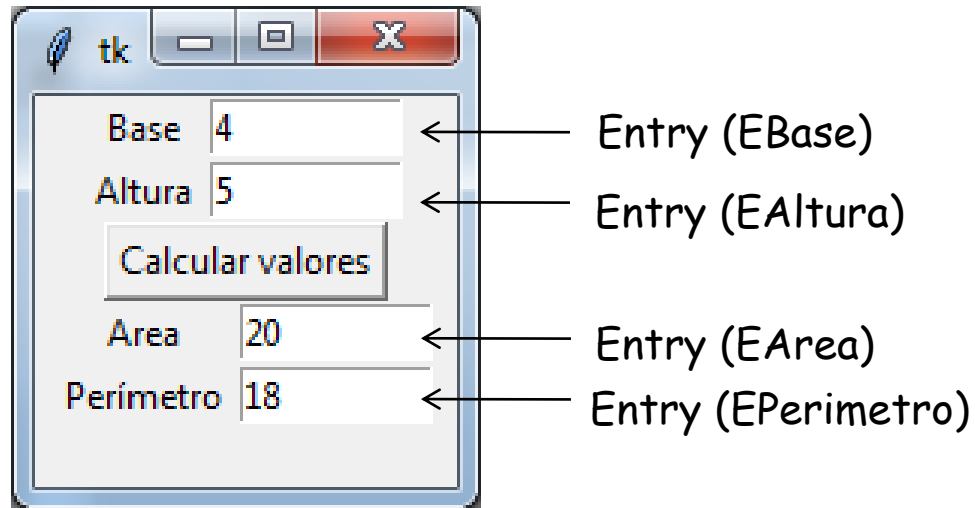 tk
Base 4 Entry (EBase)
Altura 5 Entry (EAltura)
Calcular valores
Area 20 Entry (EArea)
Perímetro 18 Entry (EPerimetro)